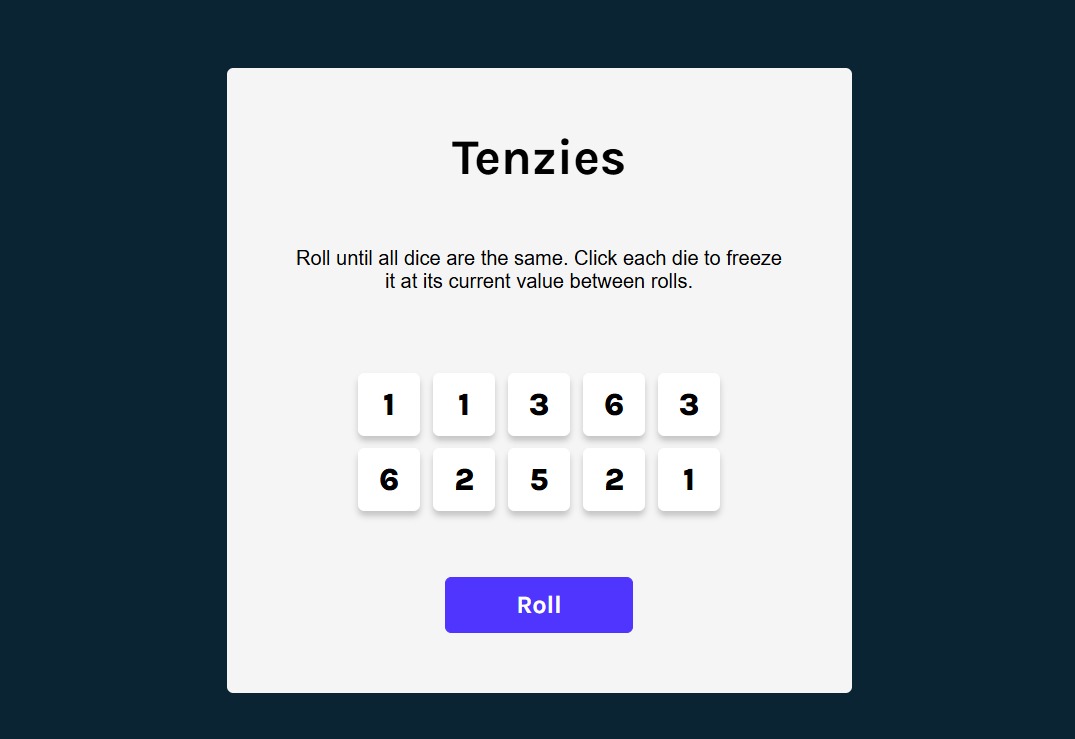 Tenzies
Roll until all dice are the same. Click each die to freeze
it at its current value between rolls.
1 1 3 6 3
6 2 5 2 1
Roll